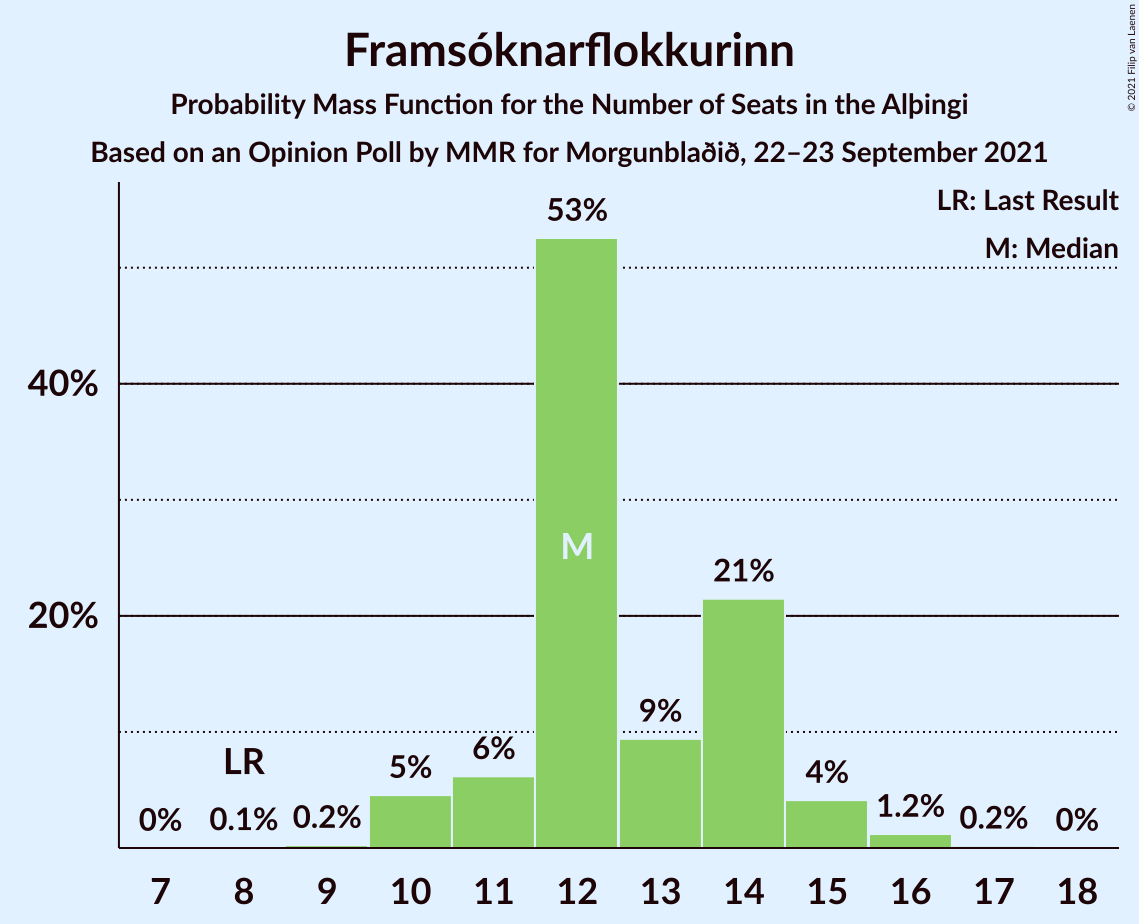 Framsóknarflokkurinn
Probability Mass Function for the Number of Seats in the Alþingi
Based on an Opinion Poll by MMR for Morgunblaðið, 22–23 September 2021
© 2021 Filip van Laenen
LR: Last Result
M: Median
40%
20%
0%
LR
0.1%
0.2%
5%
6%
53%
M
9%
21%
4%
1.2%
0.2%
0%
7 8 9 10 11 12 13 14 15 16 17 18